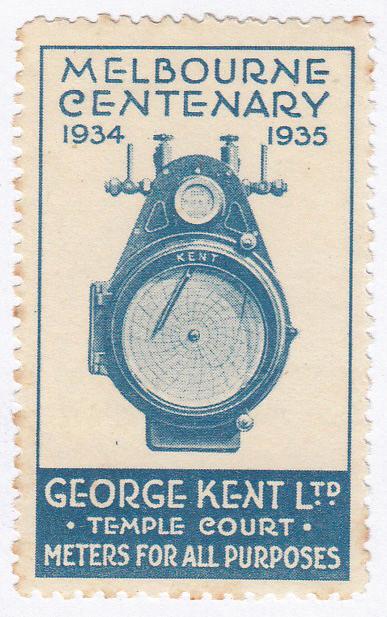 MELBOURNE
CENTENARY
1934 1935
KENT
GEORGE KENT LTD
· TEMPLE COURT ·
METERS FOR ALL PURPOSES